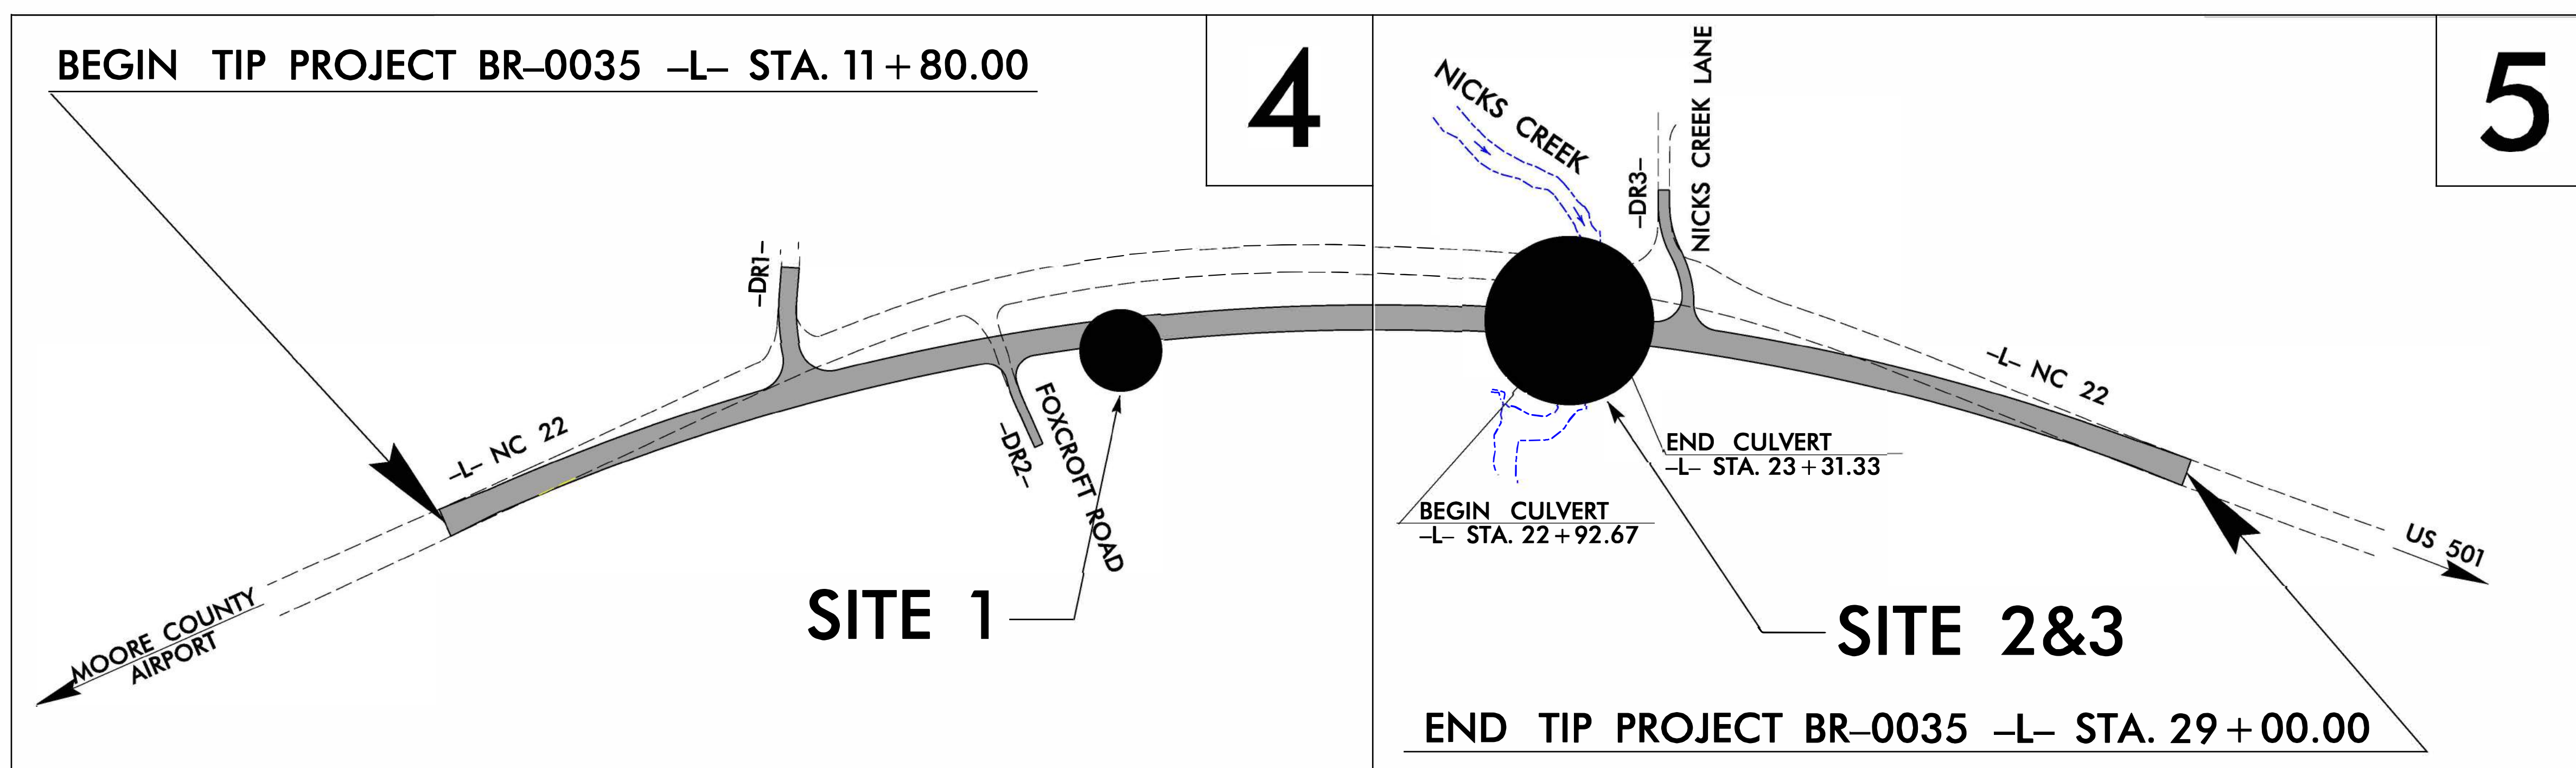 BEGIN TIP PROJECT BR–0035 –L– STA. 11+80.00
4
5
NICKS CREEK
–DR3–
NICKS CREEK LANE
–DR1–
–L– NC 22
–DR2–
FOXCROFT ROAD
–L– NC 22
END CULVERT
–L– STA. 23+31.33
BEGIN CULVERT
–L– STA. 22+92.67
US 501
MOORE COUNTY
AIRPORT
SITE 1
SITE 2&3
END TIP PROJECT BR–0035 –L– STA. 29+00.00